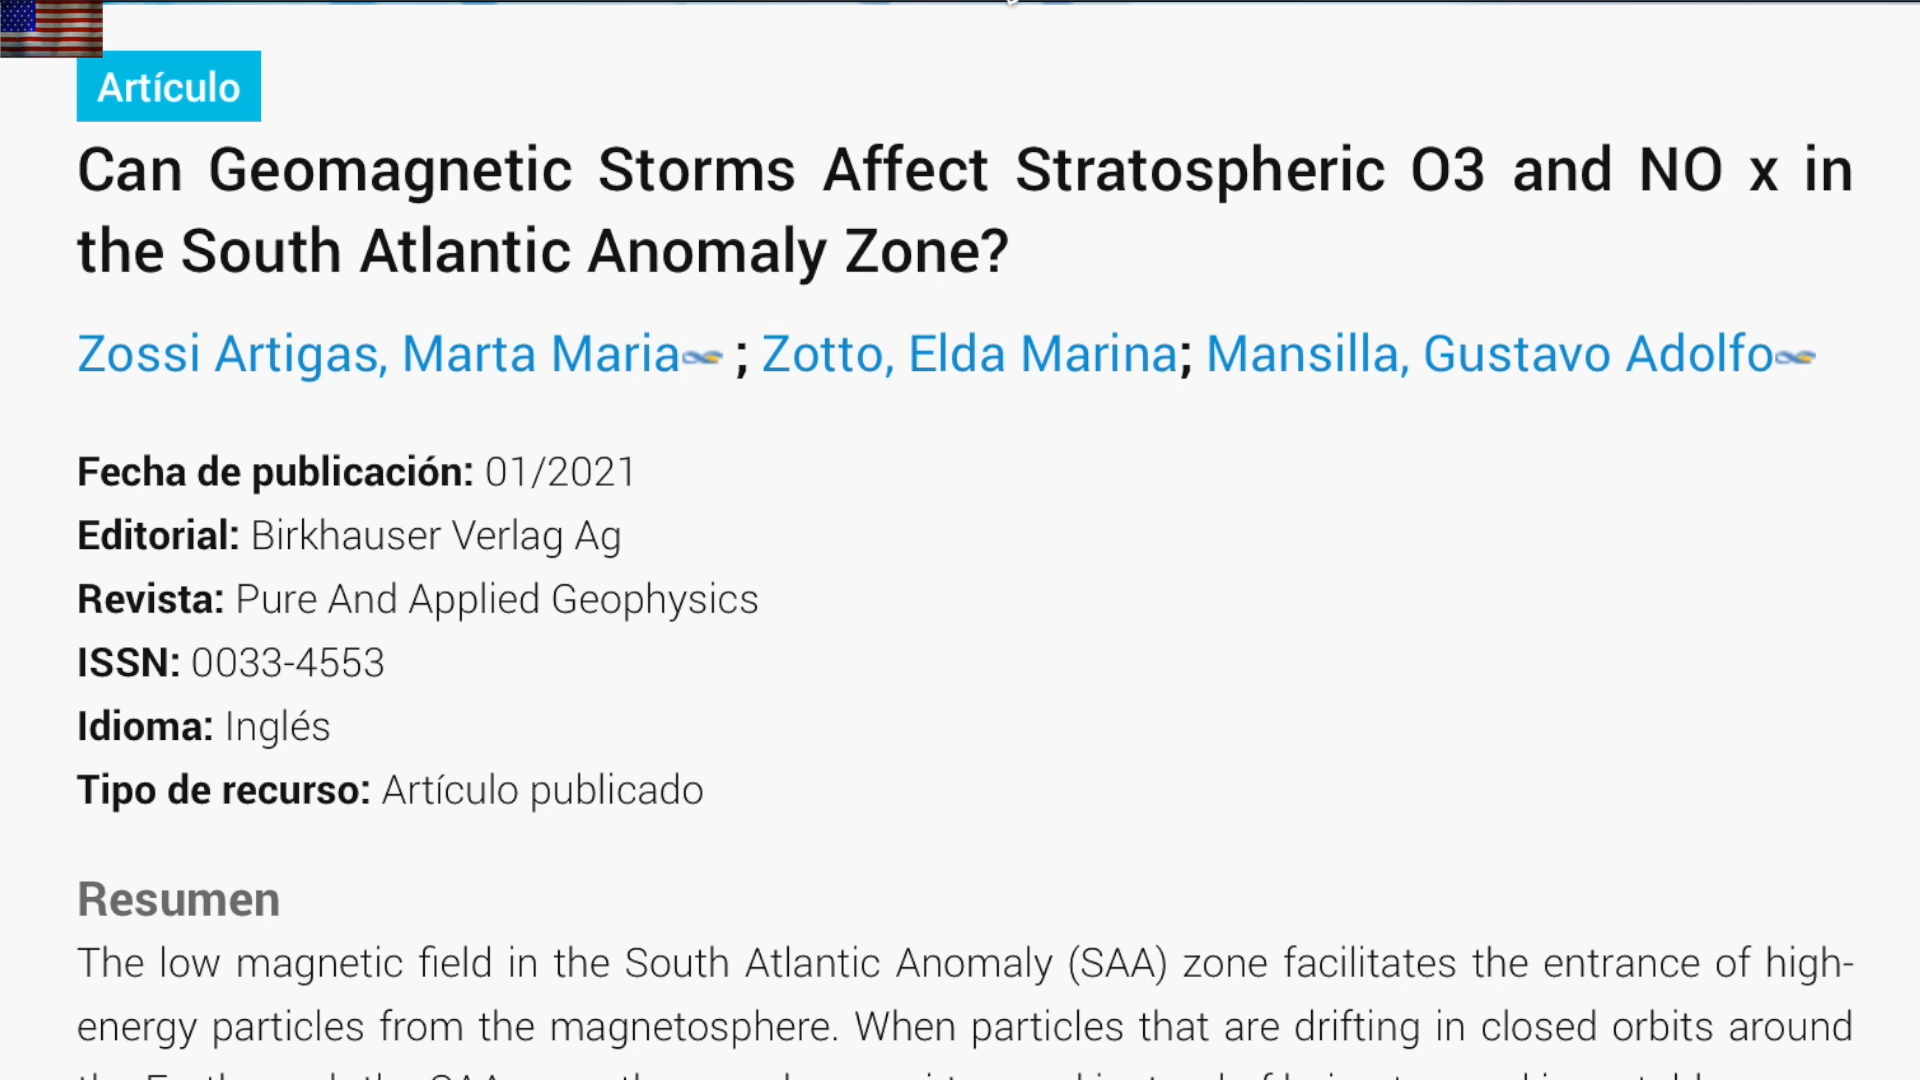 Artículo
Can Geomagnetic Storms Affect Stratospheric O3 and NO x in
the South Atlantic Anomaly Zone?
Zossi Artigas, Marta Maria ; Zotto, Elda Marina; Mansilla, Gustavo Adolfo
Fecha de publicación: 01/2021
Editorial: Birkhauser Verlag Ag
Revista: Pure And Applied Geophysics
ISSN: 0033-4553
Idioma: Inglés
Tipo de recurso: Artículo publicado
Resumen
The low magnetic field in the South Atlantic Anomaly (SAA) zone facilitates the entrance of high-
energy particles from the magnetosphere. When particles that are drifting in closed orbits around